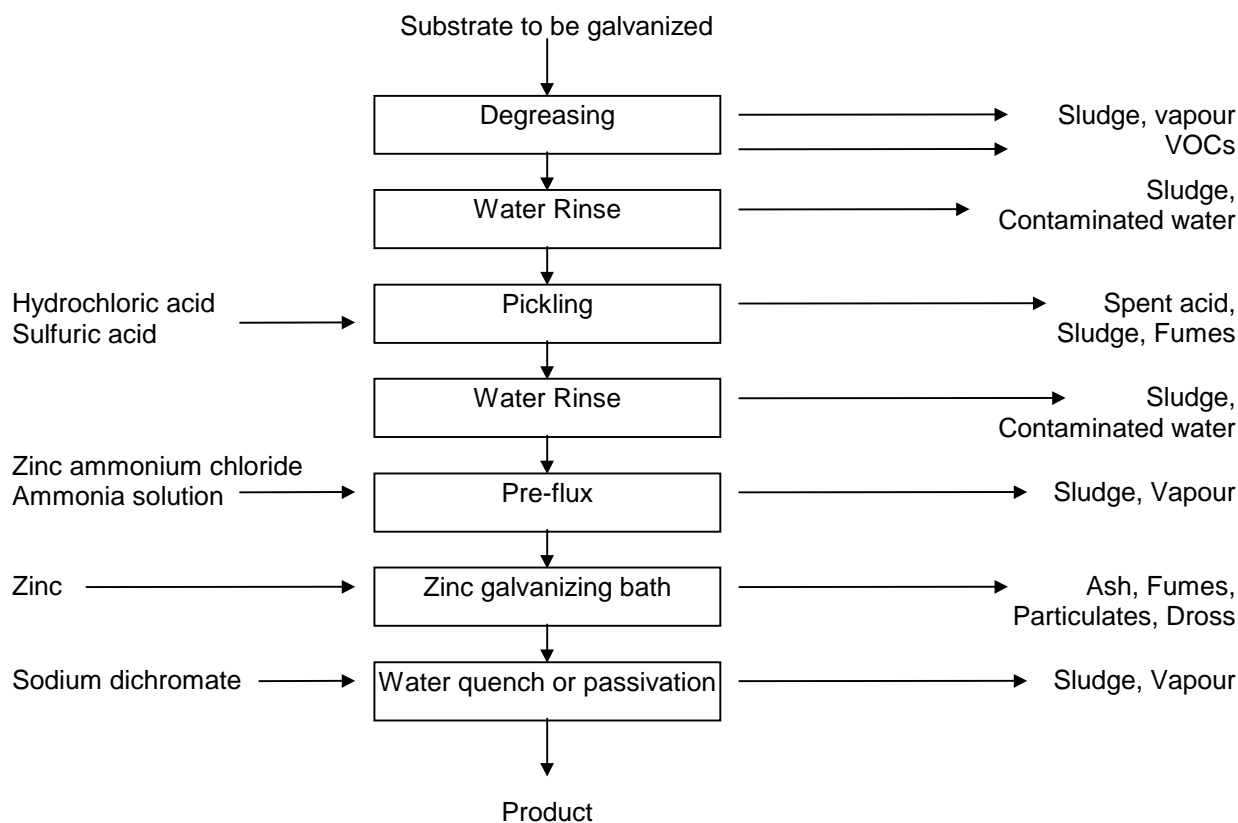 Substrate to be galvanized
Degreasing
Sludge, vapour
VOCs
Water Rinse
Sludge,
Contaminated water
Hydrochloric acid
Sulfuric acid
Pickling
Spent acid,
Sludge, Fumes
Water Rinse
Sludge,
Contaminated water
Zinc ammonium chloride
Ammonia solution
Pre-flux
Sludge, Vapour
Zinc
Zinc galvanizing bath
Ash, Fumes,
Particulates, Dross
Sodium dichromate
Water quench or passivation
Sludge, Vapour
Product